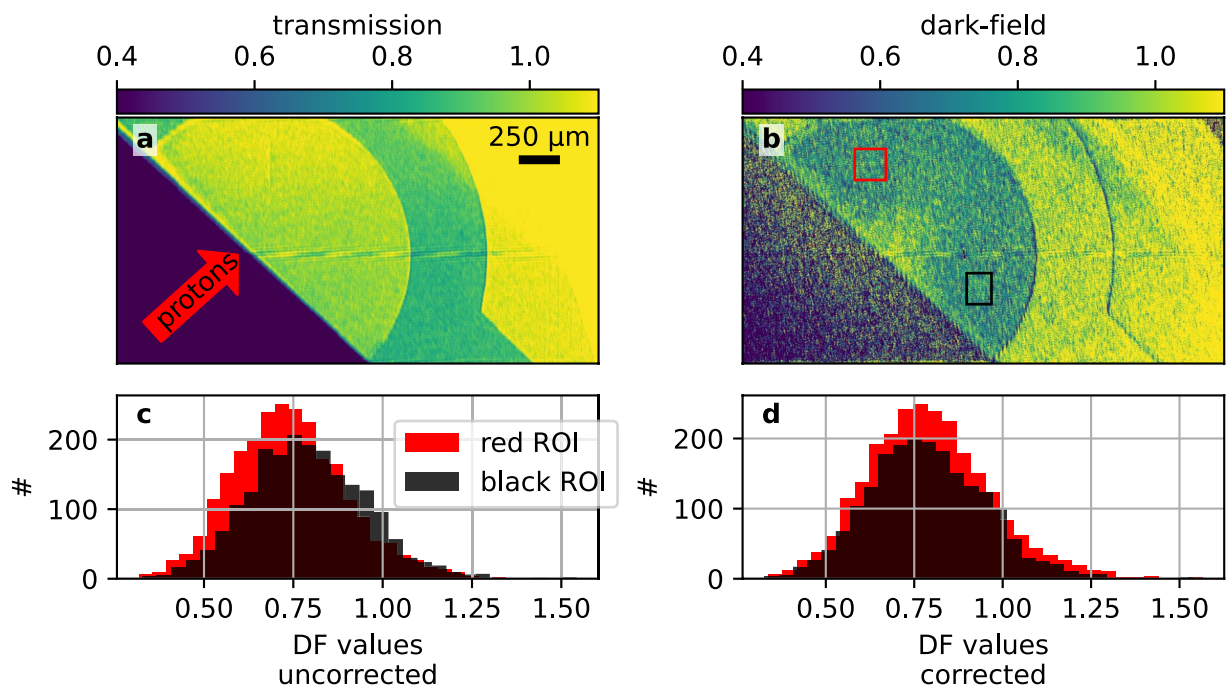 transmission
0.4 0.6 0.8 1.0
a
250 µm
protons
dark-field
0.4 0.6 0.8 1.0
b
c
red ROI
black ROI
#
200
100
0
0.50 0.75 1.00 1.25 1.50
DF values
uncorrected
d
#
200
100
0
0.50 0.75 1.00 1.25 1.50
DF values
corrected